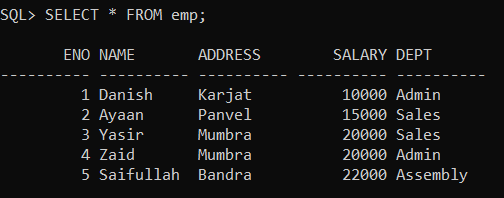 SQL> SELECT * FROM emp;
       ENO NAME       ADDRESS        SALARY DEPT
---------- ---------- ---------- ---------- ----------
         1 Danish     Karjat          10000 Admin
         2 Ayaan      Panvel          15000 Sales
         3 Yasir      Mumbra          20000 Sales
         4 Zaid       Mumbra          20000 Admin
         5 Saifullah  Bandra          22000 Assembly